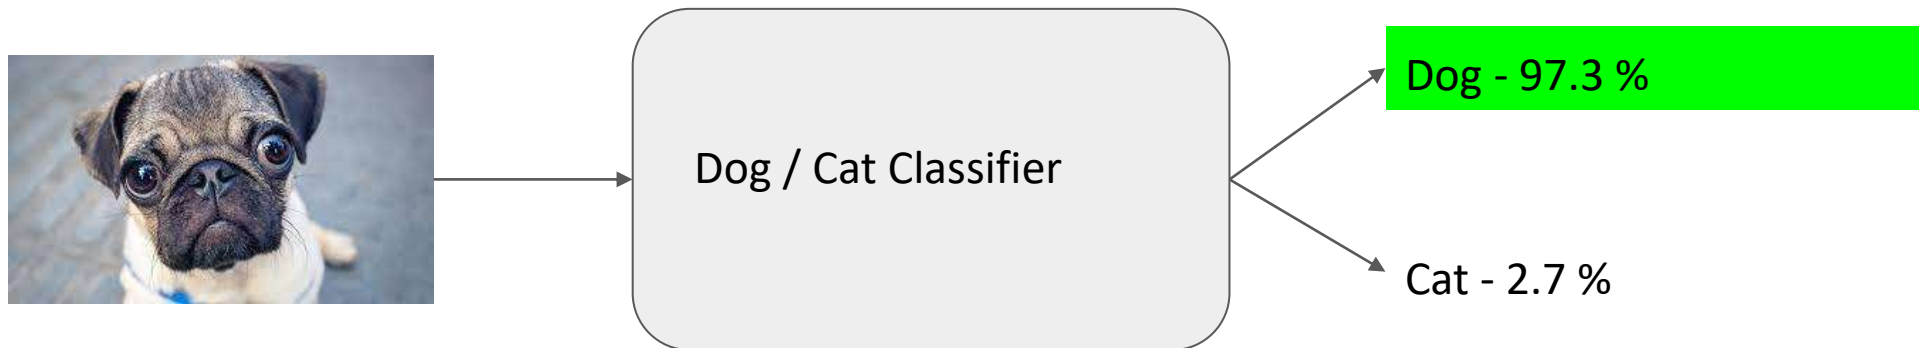 Dog - 97.3 %
Dog / Cat Classifier
Cat - 2.7 %